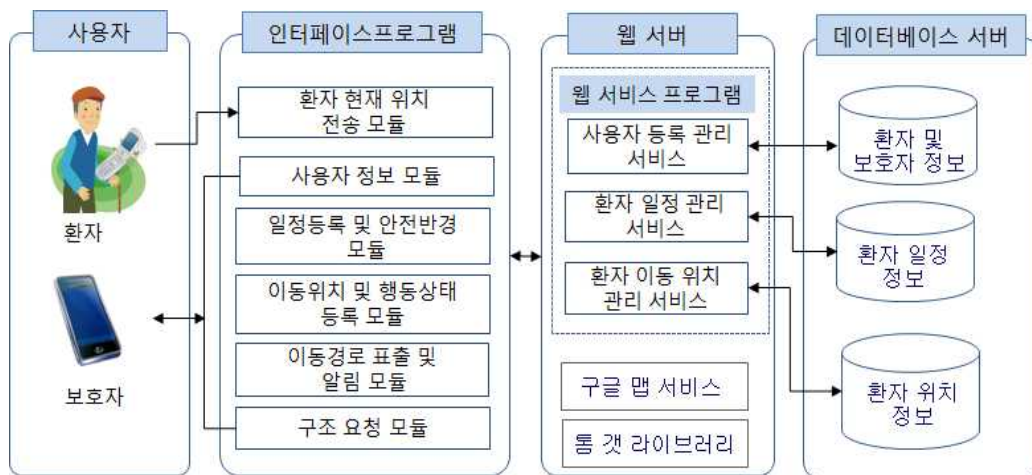 사용자
환자
보호자
인터페이스프로그램
환자 현재 위치
전송 모듈
사용자 정보 모듈
일정등록 및 안전반경
모듈
이동위치 및 행동상태
등록 모듈
이동경로 표출 및
알림 모듈
구조 요청 모듈
웹 서버
웹 서비스 프로그램
사용자 등록 관리
서비스
환자 일정 관리
서비스
환자 이동 위치
관리 서비스
구글 맵 서비스
톰 캣 라이브러리
데이터베이스 서버
환자 및
보호자 정보
환자 일정
정보
환자 위치
정보